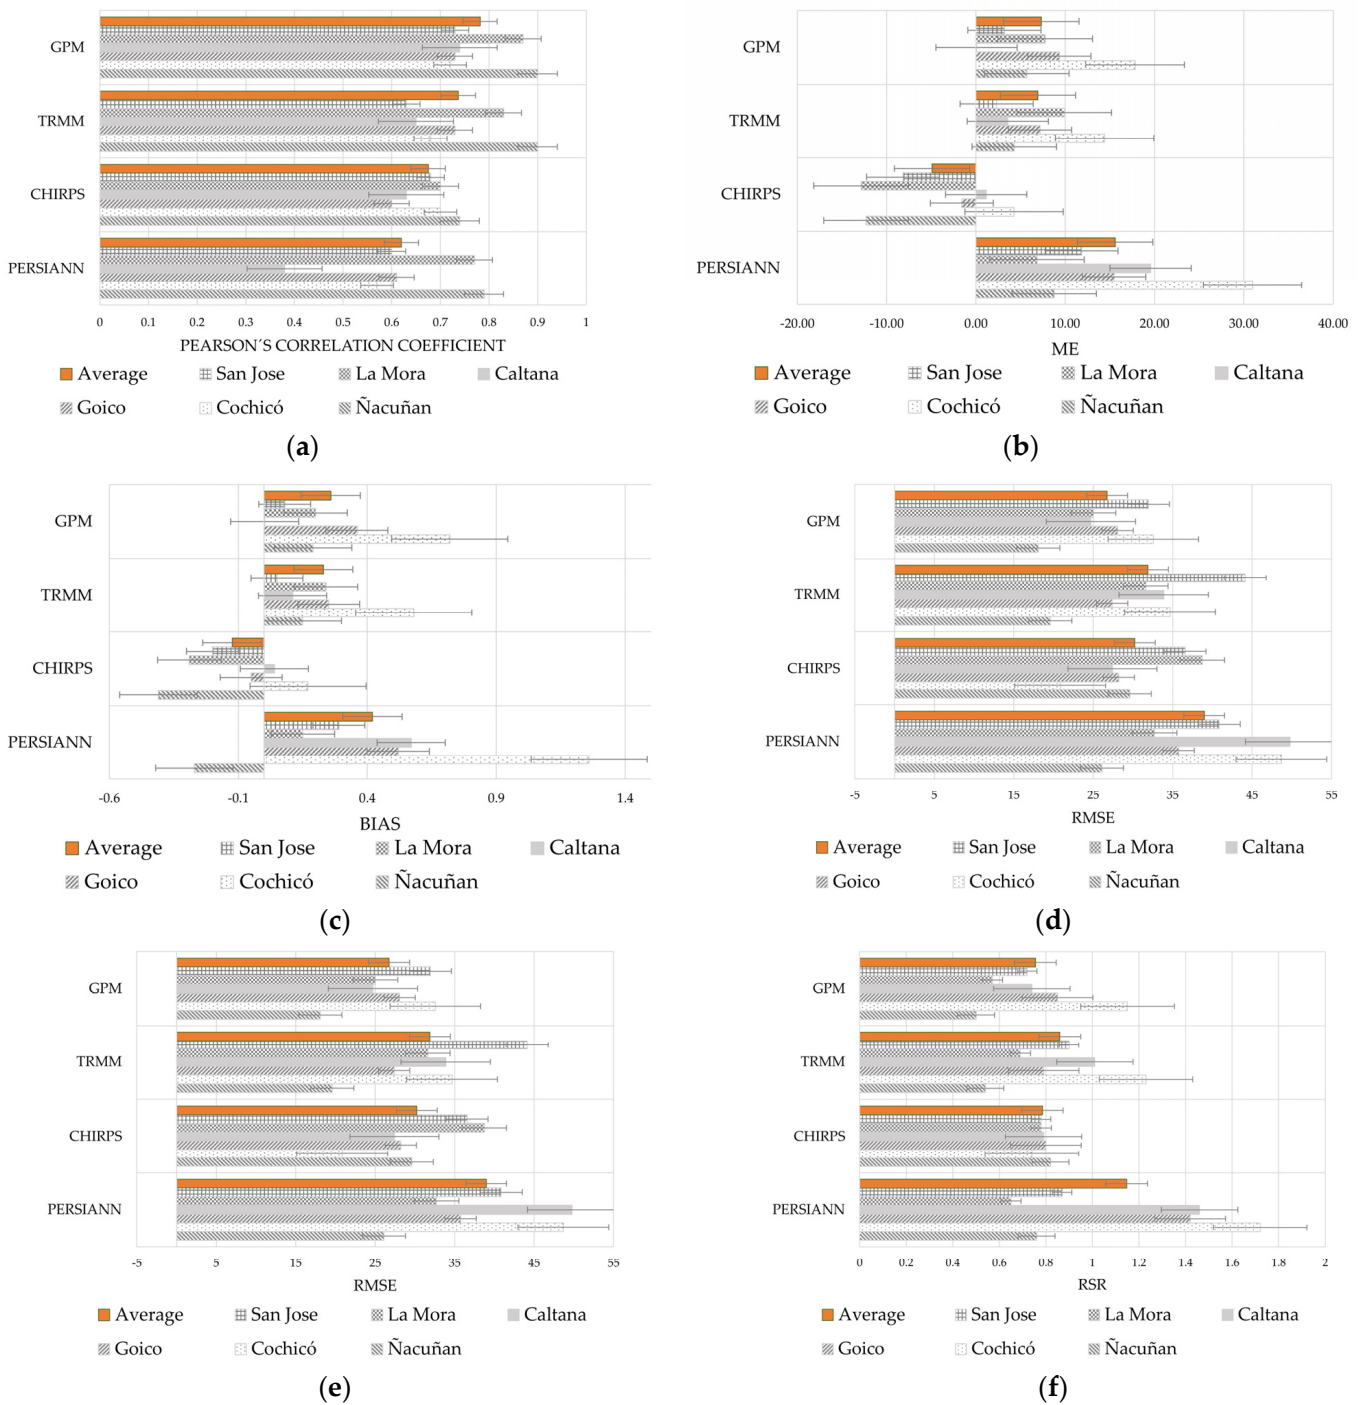 GPM
TRMM
CHIRPS
PERSIANN
0 0.1 0.2 0.3 0.4 0.5 0.6 0.7 0.8 0.9 1
PEARSON´S CORRELATION COEFFICIENT
Average San Jose La Mora Caltana
Goico Cochicó Ñacuñan
(a)
GPM
TRMM
CHIRPS
PERSIANN
-20.00 -10.00 0.00 10.00 20.00 30.00 40.00
ME
Average San Jose La Mora Caltana
Goico Cochicó Ñacuñan
(b)
GPM
TRMM
CHIRPS
PERSIANN
-0.6 -0.1 0.4 0.9 1.4
BIAS
Average San Jose La Mora Caltana
Goico Cochicó Ñacuñan
(c)
GPM
TRMM
CHIRPS
PERSIANN
-5 5 15 25 35 45 55
RMSE
Average San Jose La Mora Caltana
Goico Cochicó Ñacuñan
(d)
GPM
TRMM
CHIRPS
PERSIANN
-5 5 15 25 35 45 55
RMSE
Average San Jose La Mora Caltana
Goico Cochicó Ñacuñan
(e)
GPM
TRMM
CHIRPS
PERSIANN
0 0.2 0.4 0.6 0.8 1 1.2 1.4 1.6 1.8 2
RSR
Average San Jose La Mora Caltana
Goico Cochicó Ñacuñan
(f)